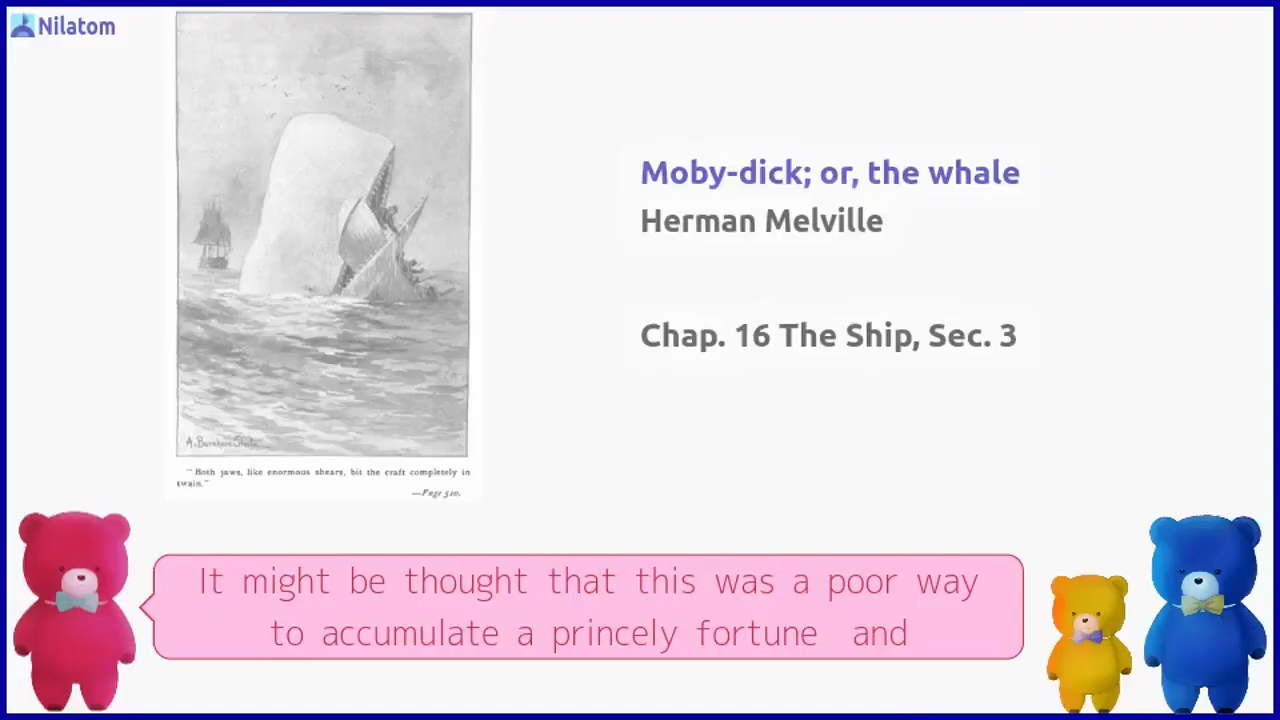 Nilatom
Moby-dick; or, the whale
Herman Melville
Chap. 16 The Ship, Sec. 3
"Both jaws, like enormous shears, bit the craft completely in
twain."
—Page 510.
It might be thought that this was a poor way
to accumulate a princely fortune and